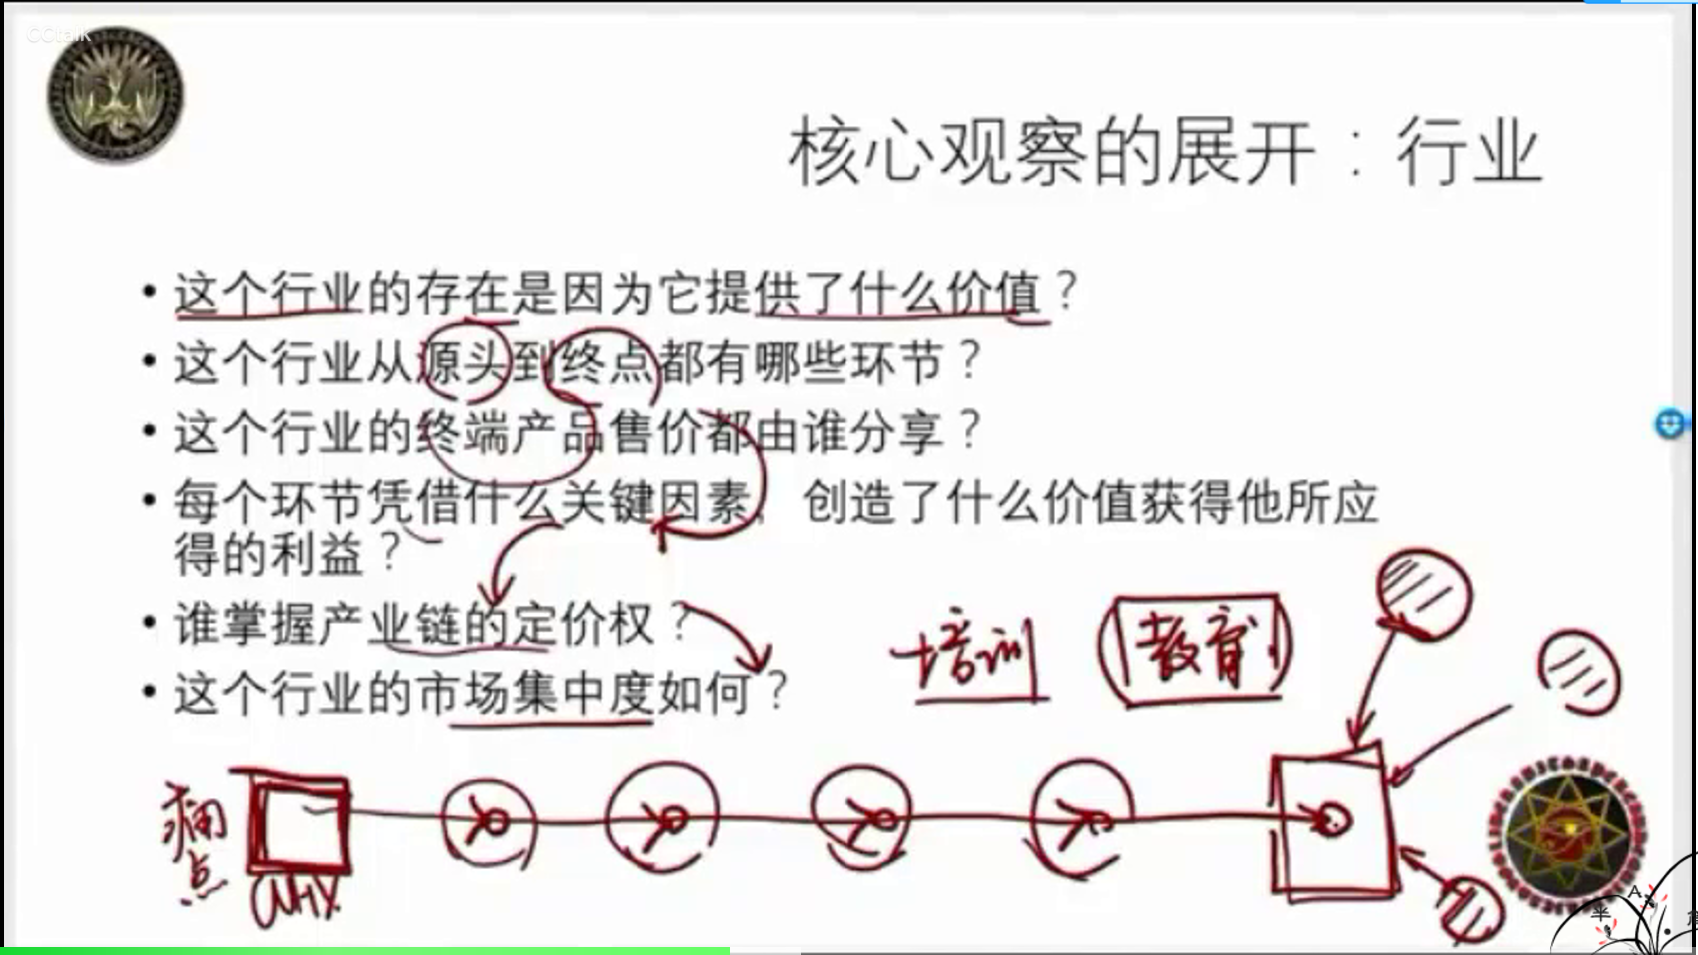 CCtalk
核心观察的展开：行业
• 这个行业的存在是因为它提供了什么价值？
• 这个行业从源头到终点都有哪些环节？
• 这个行业的终端产品售价都由谁分享？
• 每个环节凭借什么关键因素， 创造了什么价值获得他所应
得的利益？
• 谁掌握产业链的定价权？
• 这个行业的市场集中度如何？
培训 教育
痛点